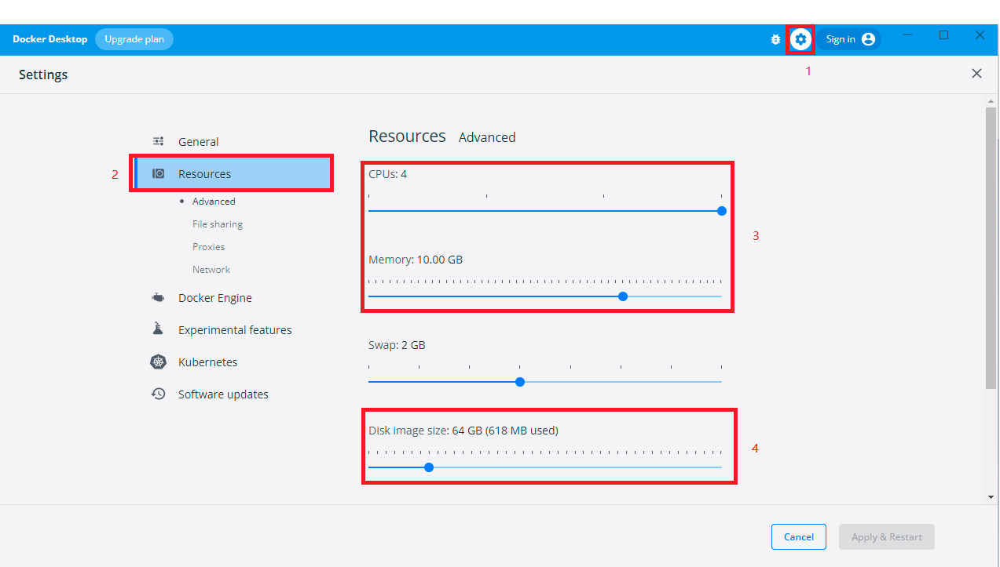 Docker Desktop Upgrade plan Sign in
1
Settings
General
2 Resources
Advanced
File sharing
Proxies
Network
Docker Engine
Experimental features
Kubernetes
Software updates
Resources Advanced
CPUs: 4
3
Memory: 10.00 GB
Swap: 2 GB
Disk image size: 64 GB (618 MB used)
4
Cancel Apply & Restart